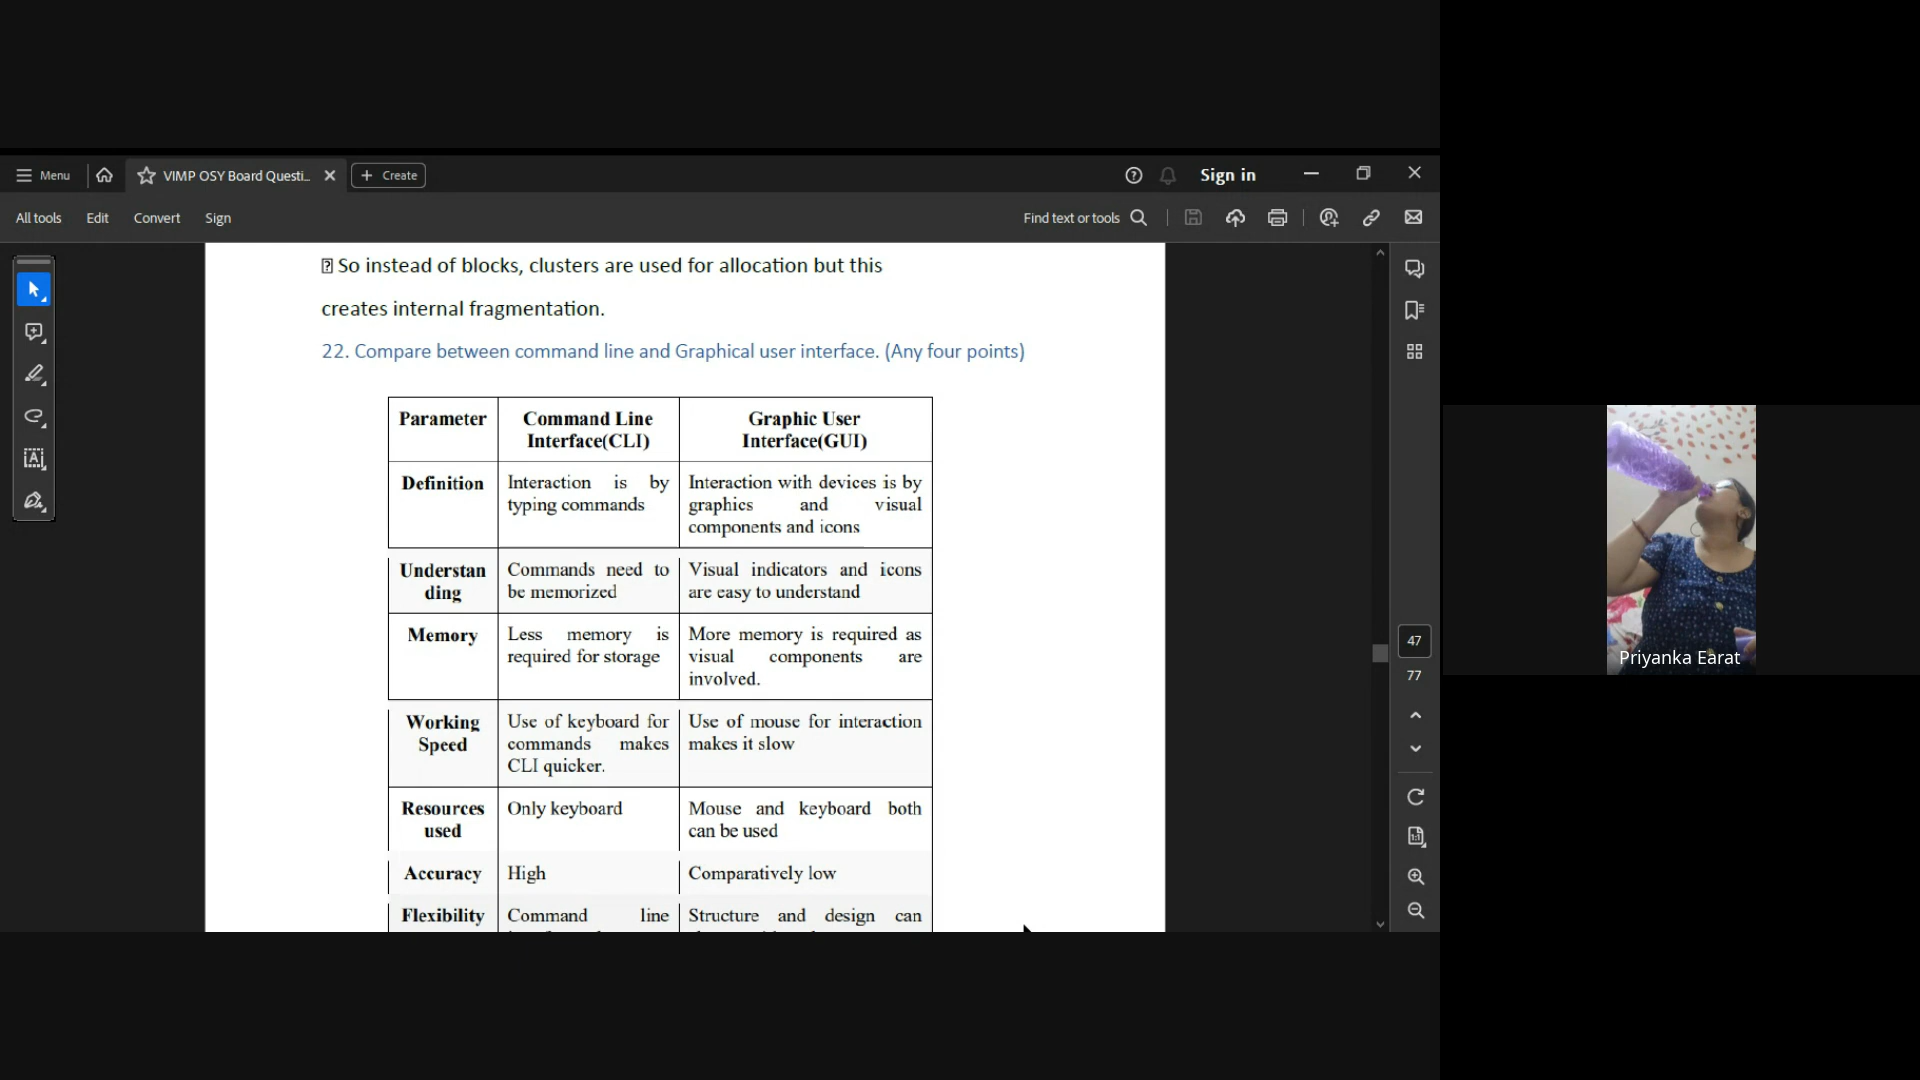 Menu
VIMP OSY Board Questi...
Create
Sign in
All tools Edit Convert Sign
Find text or tools
So instead of blocks, clusters are used for allocation but this
creates internal fragmentation.
22. Compare between command line and Graphical user interface. (Any four points)
Parameter Command Line Graphic User
Interface(CLI) Interface(GUI)
Definition Interaction is by Interaction with devices is by
typing commands graphics and visual
components and icons
Understan Commands need to Visual indicators and icons
ding be memorized are easy to understand
Memory Less memory is More memory is required as
required for storage visual components are
involved.
Working Use of keyboard for Use of mouse for interaction
Speed commands makes makes it slow
CLI quicker.
Resources Only keyboard Mouse and keyboard both
used can be used
Accuracy High Comparatively low
Flexibility Command line Structure and design can
47
77
Priyanka Earat